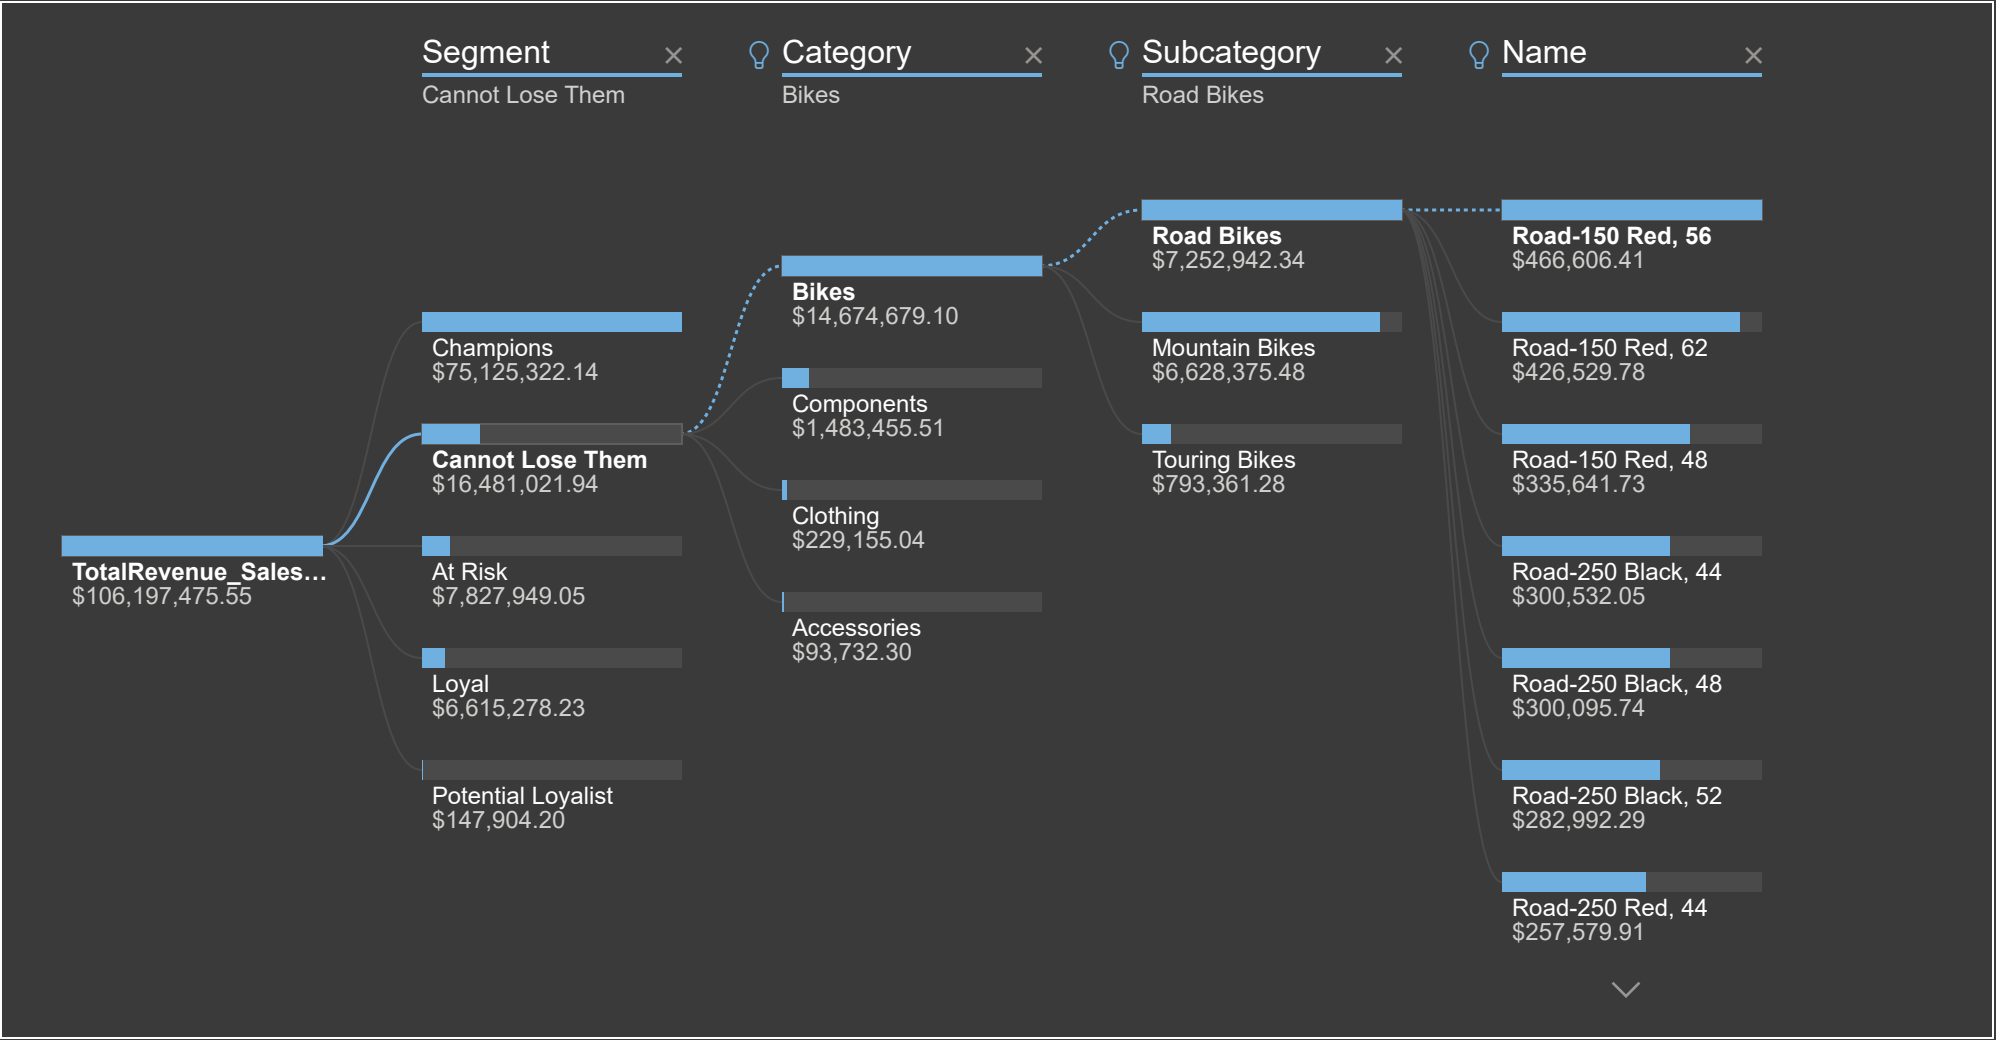 Segment
Cannot Lose Them
Category
Bikes
Subcategory
Road Bikes
Name
TotalRevenue_Sales...
$106,197,475.55
Champions
$75,125,322.14
Cannot Lose Them
$16,481,021.94
At Risk
$7,827,949.05
Loyal
$6,615,278.23
Potential Loyalist
$147,904.20
Bikes
$14,674,679.10
Components
$1,483,455.51
Clothing
$229,155.04
Accessories
$93,732.30
Road Bikes
$7,252,942.34
Mountain Bikes
$6,628,375.48
Touring Bikes
$793,361.28
Road-150 Red, 56
$466,606.41
Road-150 Red, 62
$426,529.78
Road-150 Red, 48
$335,641.73
Road-250 Black, 44
$300,532.05
Road-250 Black, 48
$300,095.74
Road-250 Black, 52
$282,992.29
Road-250 Red, 44
$257,579.91